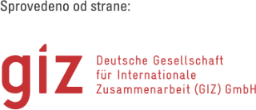 Sprovedeno od strane:
giz
Deutsche Gesellschaft
für Internationale
Zusammenarbeit (GIZ) GmbH